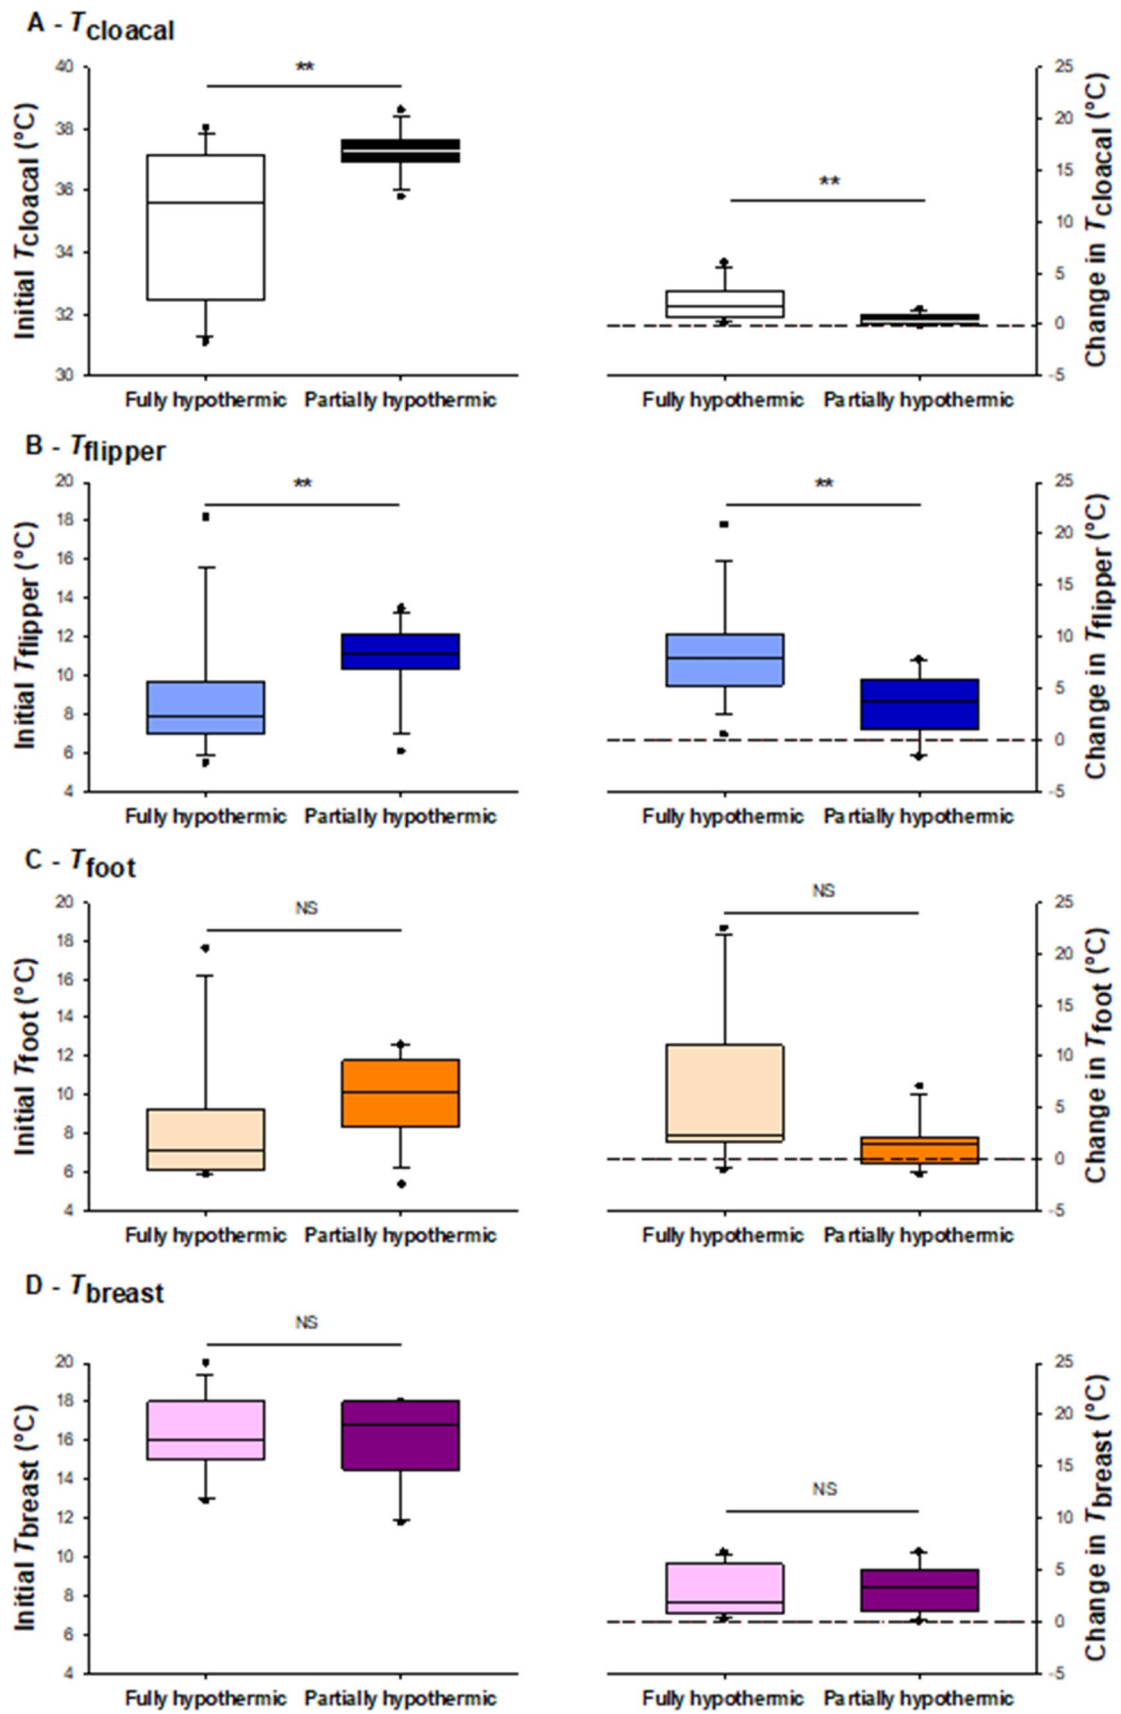 A - Tcloacal
Initial Tcloacal (°C)
40
38
36
34
32
30
**
Fully hypothermic Partially hypothermic
**
25
20
15
10
5
0
-5
Change in Tcloacal (°C)
Fully hypothermic Partially hypothermic
B - Tflipper
Initial Tflipper (°C)
20
18
16
14
12
10
8
6
4
**
Fully hypothermic Partially hypothermic
**
25
20
15
10
5
0
-5
Change in Tflipper (°C)
Fully hypothermic Partially hypothermic
C - Tfoot
Initial Tfoot (°C)
20
18
16
14
12
10
8
6
4
NS
Fully hypothermic Partially hypothermic
NS
25
20
15
10
5
0
-5
Change in Tfoot (°C)
Fully hypothermic Partially hypothermic
D - Tbreast
Initial Tbreast (°C)
20
18
16
14
12
10
8
6
4
NS
Fully hypothermic Partially hypothermic
NS
25
20
15
10
5
0
-5
Change in Tbreast (°C)
Fully hypothermic Partially hypothermic